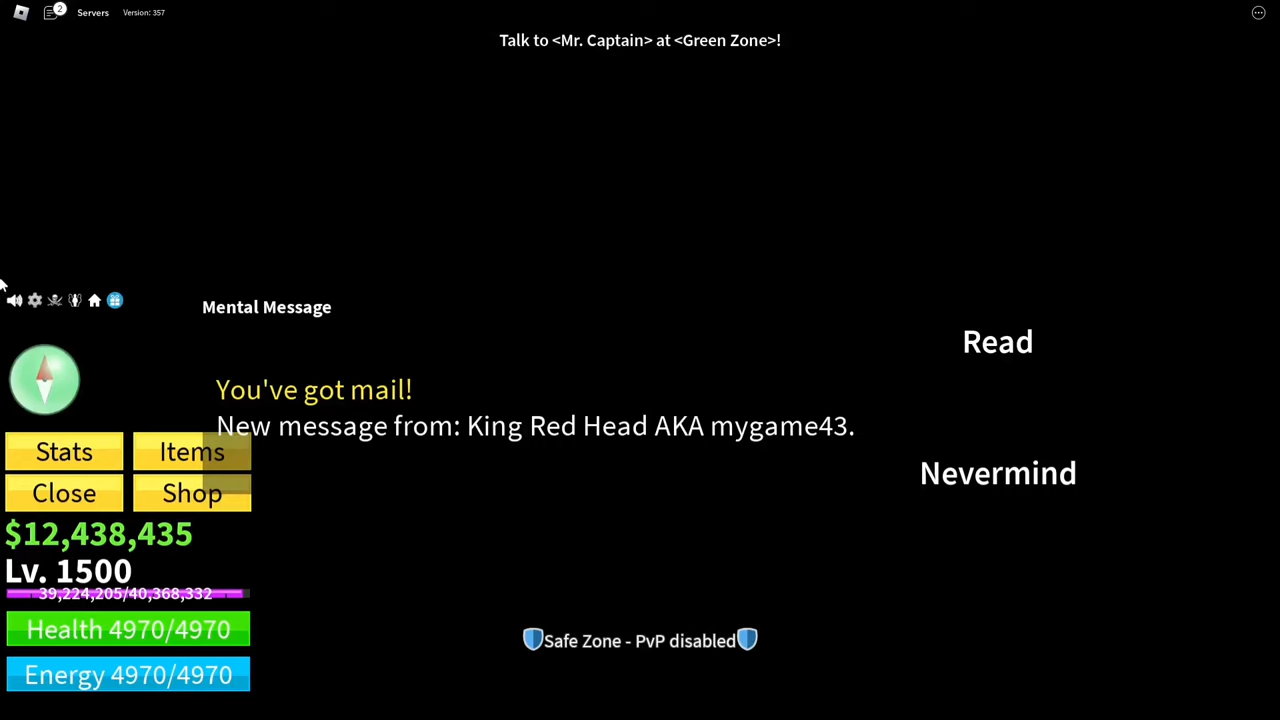 2
Servers
Version: 357
Talk to <Mr. Captain> at <Green Zone>!
Mental Message
You've got mail!
New message from: King Red Head AKA mygame43.
Read
Nevermind
Stats
Items
Close
Shop
$12,438,435
Lv. 1500
39,224,205/40,368,332
Health 4970/4970
Energy 4970/4970
Safe Zone - PvP disabled